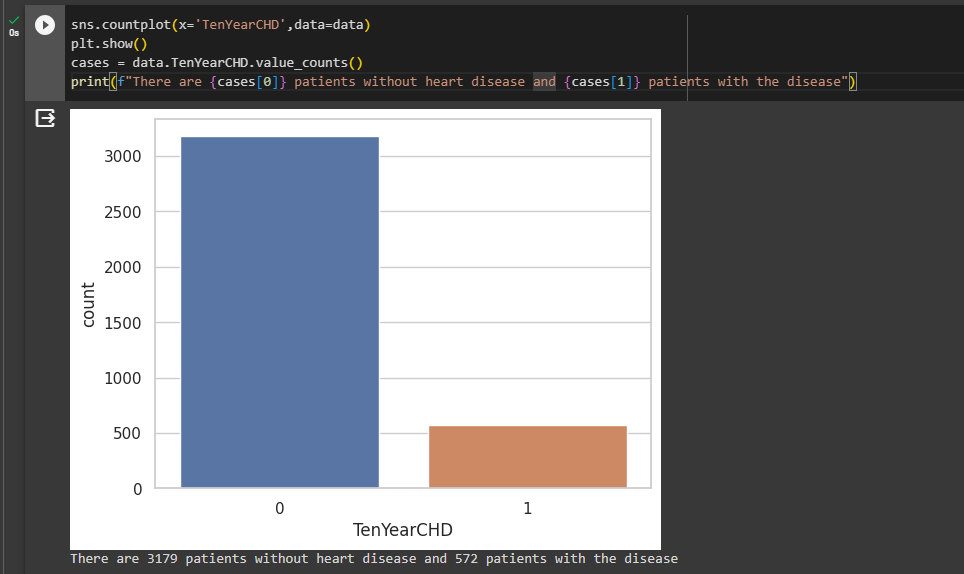 sns.countplot(x='TenYearCHD',data=data)
0s
plt.show()
cases = data.TenYearCHD.value_counts()
print(f"There are {cases[0]} patients without heart disease and {cases[1]} patients with the disease")
3000
2500
2000
1500
1000
500
0
count
0 1
TenYearCHD
There are 3179 patients without heart disease and 572 patients with the disease